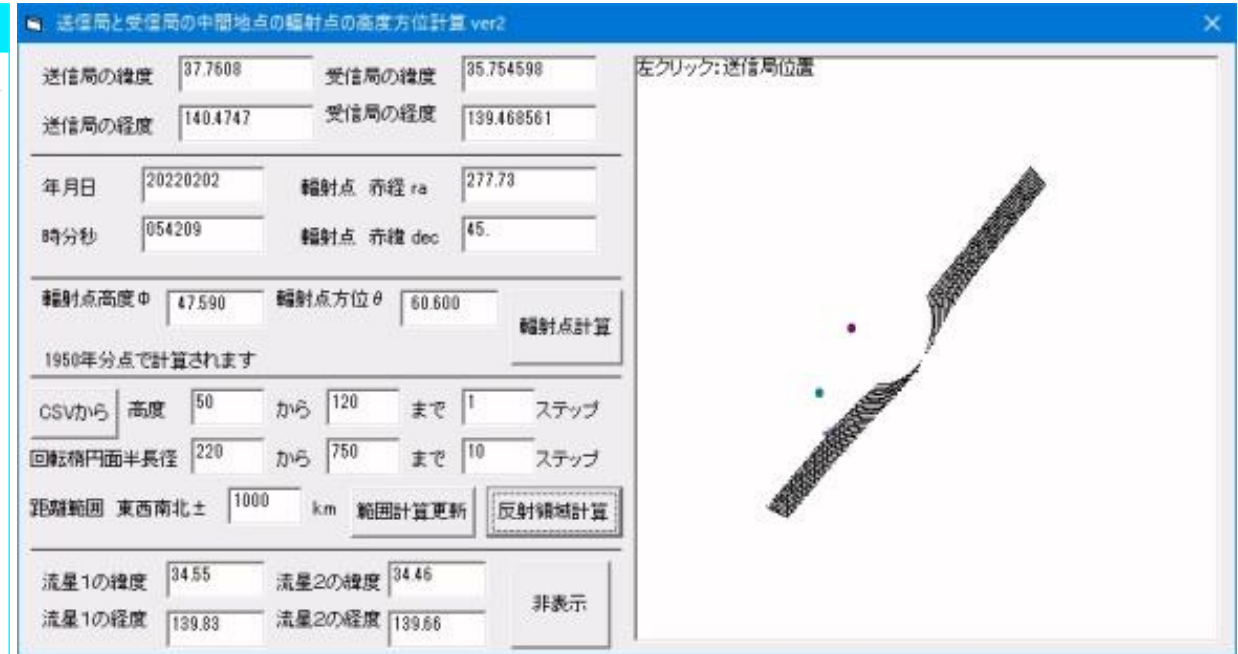 送信局と受信局の中間地点の輻射点の高度方位計算 ver2
送信局の緯度 37.7608 受信局の緯度 35.754598
送信局の経度 140.4747 受信局の経度 139.468561
年月日 20220202 輻射点 赤経 ra 277.73
時分秒 054209 輻射点 赤緯 dec 45.
輻射点高度Φ 47.590 輻射点方位θ 60.600 輻射点計算
1950年分点で計算されます
CSVから 高度 50 から 120 まで 1 ステップ
回転楕円面半長径 220 から 750 まで 10 ステップ
距離範囲 東西南北± 1000 km 範囲計算更新 反射領域計算
流星1の緯度 34.55 流星2の緯度 34.46
流星1の経度 139.83 流星2の経度 139.66
非表示
左クリック:送信局位置